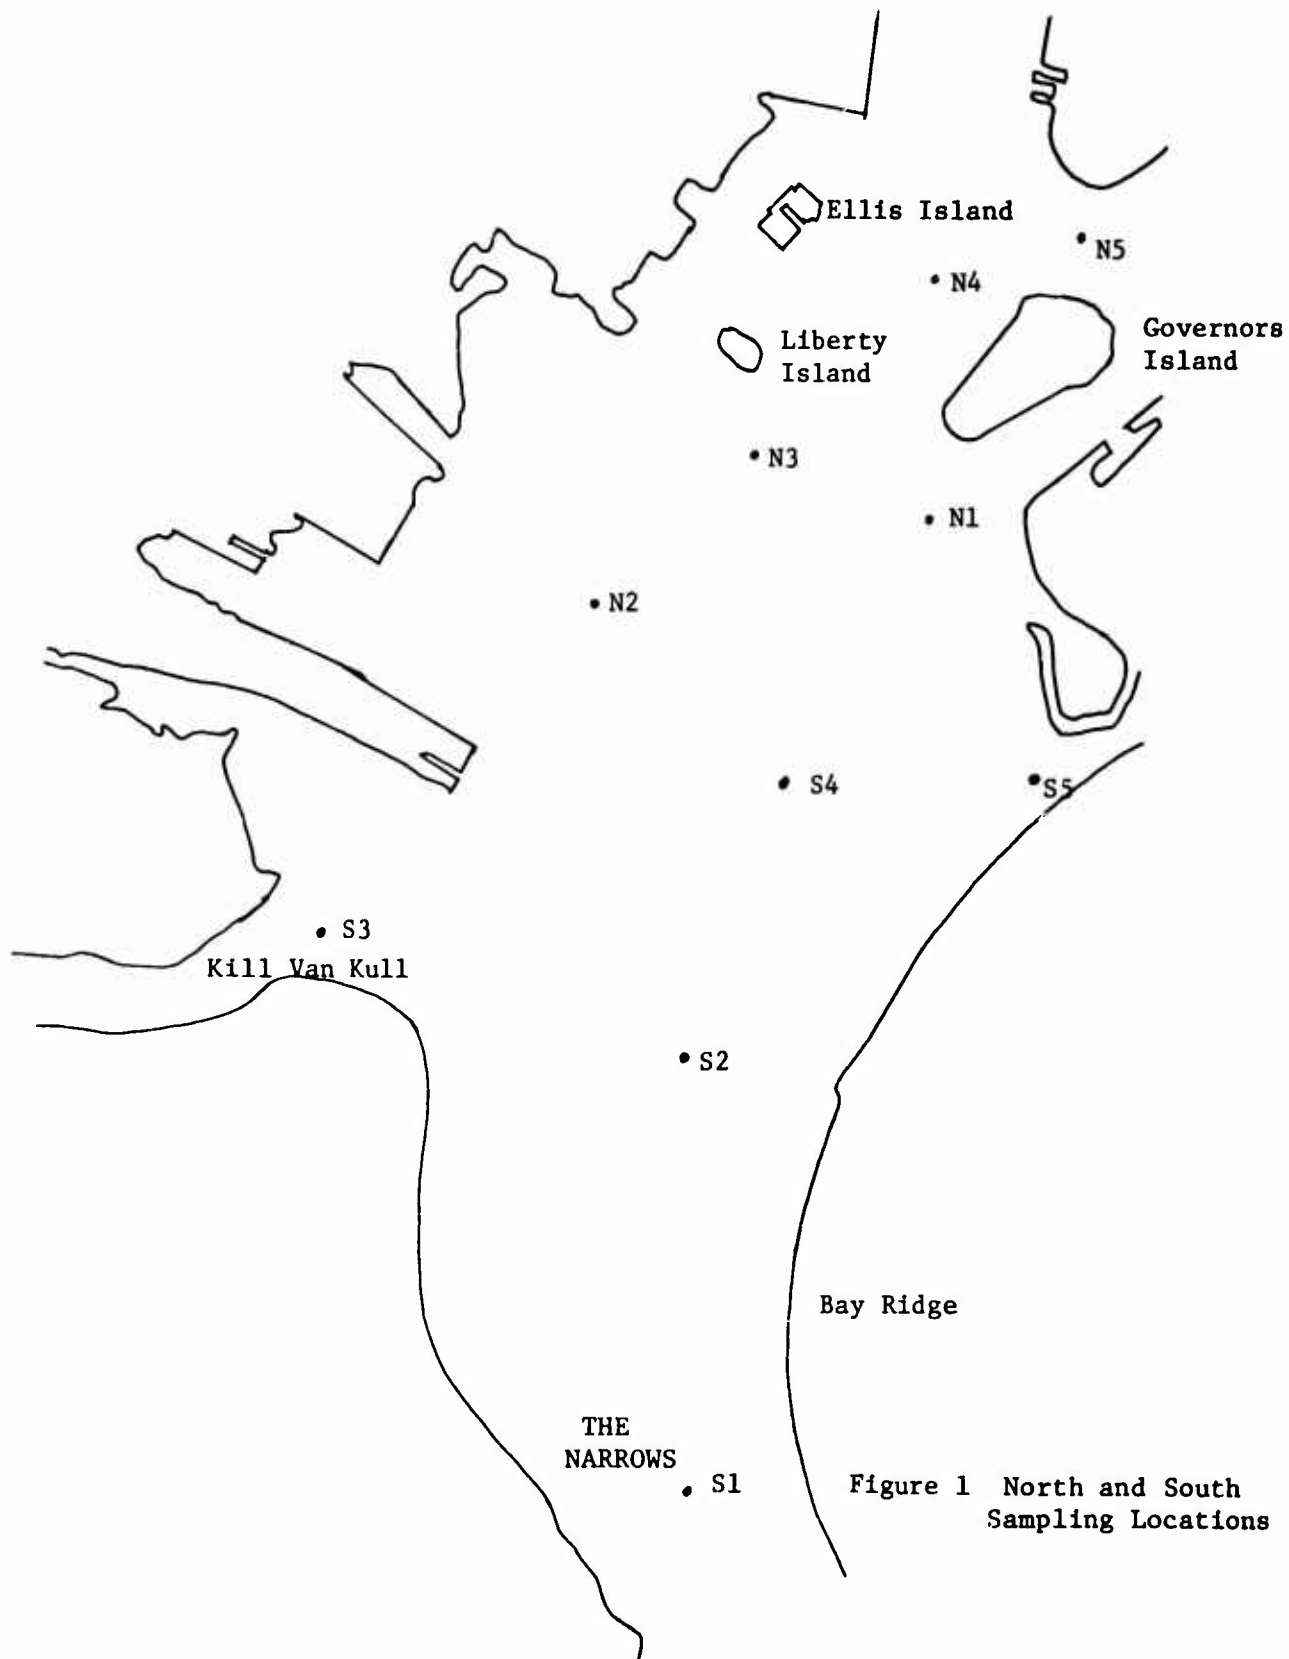 Ellis Island
N5
N4
Governors
Island
Liberty
Island
N3
N1
N2
S4
S5
S3
Kill Van Kull
S2
Bay Ridge
THE
NARROWS
S1
Figure 1 North and South
Sampling Locations